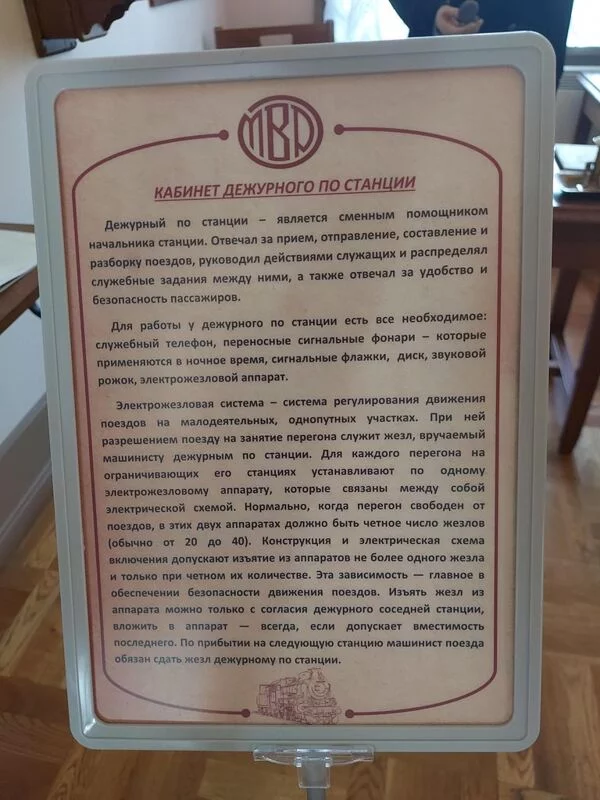 МВР
КАБИНЕТ ДЕЖУРНОГО ПО СТАНЦИИ
Дежурный по станции – является сменным помощником
начальника станции. Отвечал за прием, отправление, составление и
разборку поездов, руководил действиями служащих и распределял
служебные задания между ними, а также отвечал за удобство и
безопасность пассажиров.
Для работы у дежурного по станции есть все необходимое:
служебный телефон, переносные сигнальные фонари – которые
применяются в ночное время, сигнальные флажки, диск, звуковой
рожок, электрожезловой аппарат.
Электрожезловая система – система регулирования движения
поездов на малодеятельных, однопутных участках. При ней
разрешением поезду на занятие перегона служит жезл, вручаемый
машинисту дежурным по станции. Для каждого перегона на
ограничивающих его станциях устанавливают по одному
электрожезловому аппарату, которые связаны между собой
электрической схемой. Нормально, когда перегон свободен от
поездов, в этих двух аппаратах должно быть четное число жезлов
(обычно от 20 до 40). Конструкция и электрическая схема
включения допускают изъятие из аппаратов не более одного жезла
и только при четном их количестве. Эта зависимость — главное в
обеспечении безопасности движения поездов. Изъять жезл из
аппарата можно только с согласия дежурного соседней станции,
вложить в аппарат — всегда, если допускает вместимость
последнего. По прибытии на следующую станцию машинист поезда
обязан сдать жезл дежурному по станции.